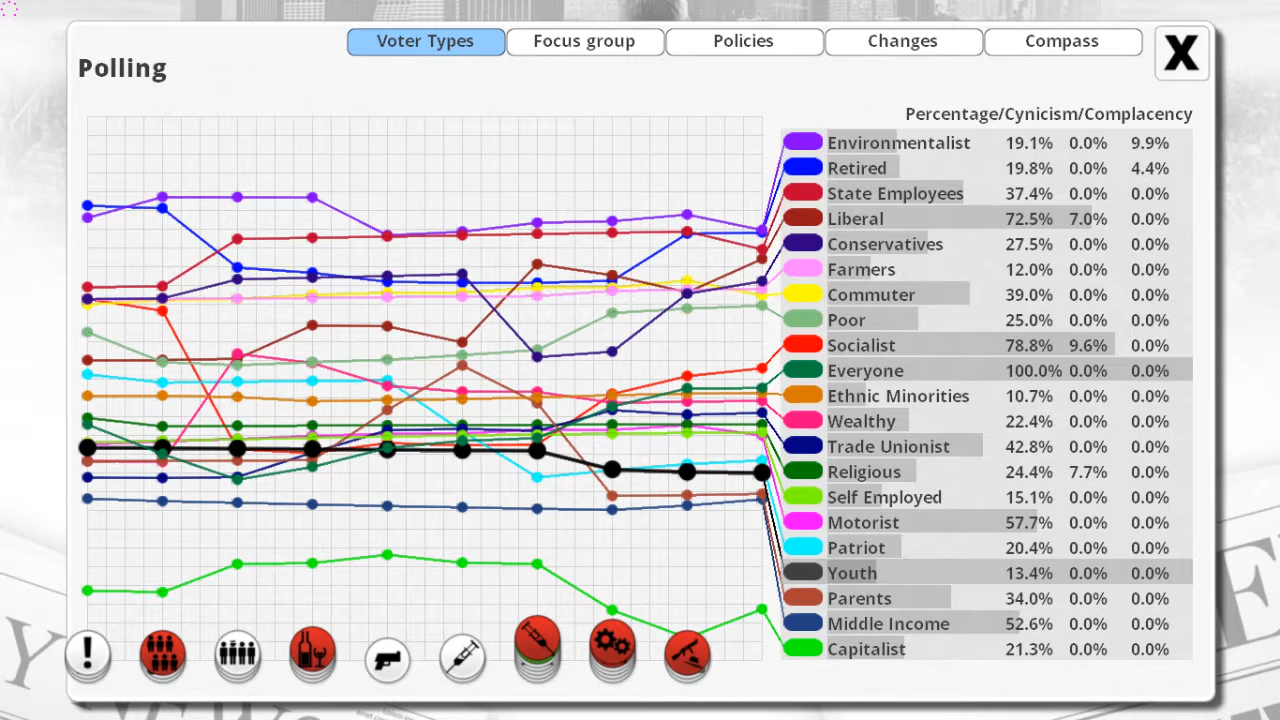 Voter Types Focus group Policies Changes Compass X
Polling
Percentage/Cynicism/Complacency
Environmentalist 19.1% 0.0% 9.9%
Retired 19.8% 0.0% 4.4%
State Employees 37.4% 0.0% 0.0%
Liberal 72.5% 7.0% 0.0%
Conservatives 27.5% 0.0% 0.0%
Farmers 12.0% 0.0% 0.0%
Commuter 39.0% 0.0% 0.0%
Poor 25.0% 0.0% 0.0%
Socialist 78.8% 9.6% 0.0%
Everyone 100.0% 0.0% 0.0%
Ethnic Minorities 10.7% 0.0% 0.0%
Wealthy 22.4% 0.0% 0.0%
Trade Unionist 42.8% 0.0% 0.0%
Religious 24.4% 7.7% 0.0%
Self Employed 15.1% 0.0% 0.0%
Motorist 57.7% 0.0% 0.0%
Patriot 20.4% 0.0% 0.0%
Youth 13.4% 0.0% 0.0%
Parents 34.0% 0.0% 0.0%
Middle Income 52.6% 0.0% 0.0%
Capitalist 21.3% 0.0% 0.0%